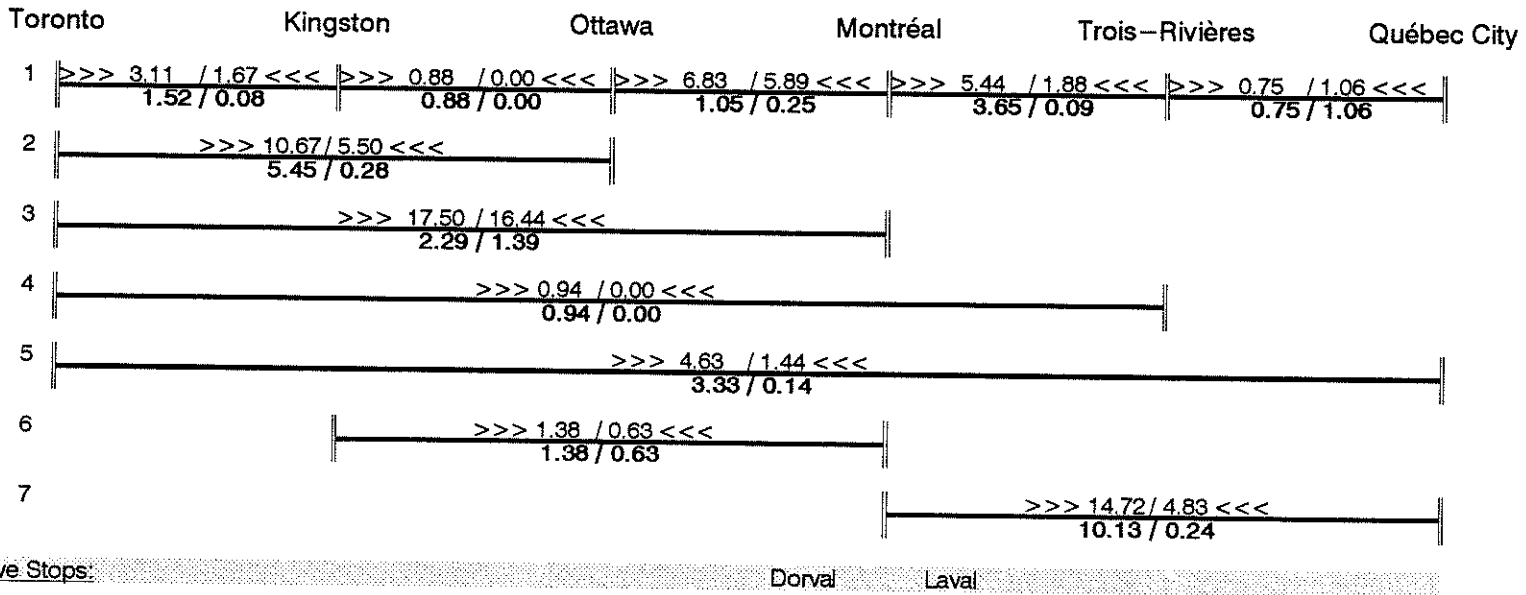 Toronto Kingston Ottawa Montréal Trois-Rivières Québec City
1 >>> 3.11 / 1.67 <<< >>> 0.88 / 0.00 <<< >>> 6.83 / 5.89 <<< >>> 5.44 / 1.88 <<< >>> 0.75 / 1.06 <<<
1.52 / 0.08 0.88 / 0.00 1.05 / 0.25 3.65 / 0.09 0.75 / 1.06
2 >>> 10.67 / 5.50 <<<
5.45 / 0.28
3 >>> 17.50 / 16.44 <<<
2.29 / 1.39
4 >>> 0.94 / 0.00 <<<
0.94 / 0.00
5 >>> 4.63 / 1.44 <<<
3.33 / 0.14
6 >>> 1.38 / 0.63 <<<
1.38 / 0.63
7 >>> 14.72 / 4.83 <<<
10.13 / 0.24
ve Stops: Dorval Laval